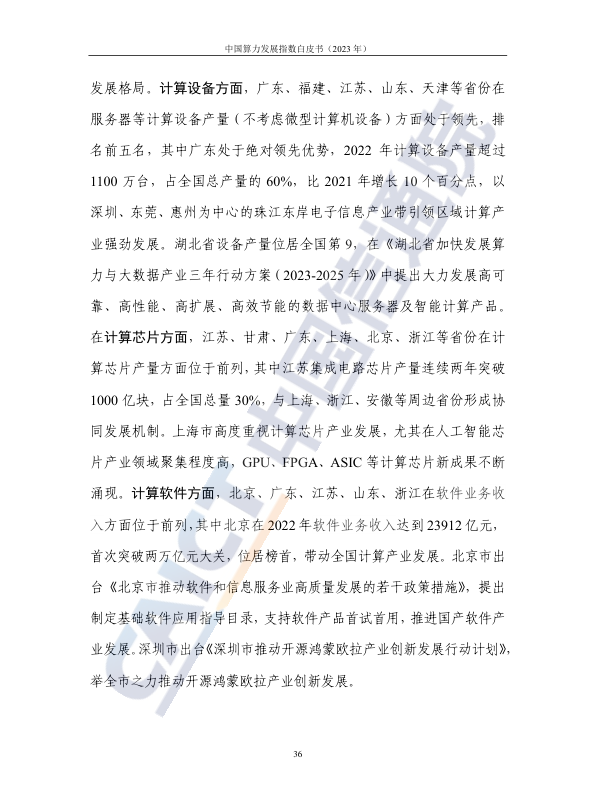 中国算力发展指数白皮书（2023 年）
发展格局。计算设备方面，广东、福建、江苏、山东、天津等省份在
服务器等计算设备产量（不考虑微型计算机设备）方面处于领先，排
名前五名，其中广东处于绝对领先优势，2022 年计算设备产量超过
1100 万台，占全国总产量的 60%，比 2021 年增长 10 个百分点，以
深圳、东莞、惠州为中心的珠江东岸电子信息产业带引领区域计算产
业强劲发展。湖北省设备产量位居全国第 9，在《湖北省加快发展算
力与大数据产业三年行动方案（2023-2025 年）》中提出大力发展高可
靠、高性能、高扩展、高效节能的数据中心服务器及智能计算产品。
在计算芯片方面，江苏、甘肃、广东、上海、北京、浙江等省份在计
算芯片产量方面位于前列，其中江苏集成电路芯片产量连续两年突破
1000 亿块，占全国总量 30%，与上海、浙江、安徽等周边省份形成协
同发展机制。上海市高度重视计算芯片产业发展，尤其在人工智能芯
片产业领域聚集程度高，GPU、FPGA、ASIC 等计算芯片新成果不断
涌现。计算软件方面，北京、广东、江苏、山东、浙江在软件业务收
入方面位于前列，其中北京在 2022 年软件业务收入达到 23912 亿元，
首次突破两万亿元大关，位居榜首，带动全国计算产业发展。北京市出
台《北京市推动软件和信息服务业高质量发展的若干政策措施》，提出
制定基础软件应用指导目录，支持软件产品首试首用，推进国产软件产
业发展。深圳市出台《深圳市推动开源鸿蒙欧拉产业创新发展行动计划》，
举全市之力推动开源鸿蒙欧拉产业创新发展。
CAICT 中国信通院
36